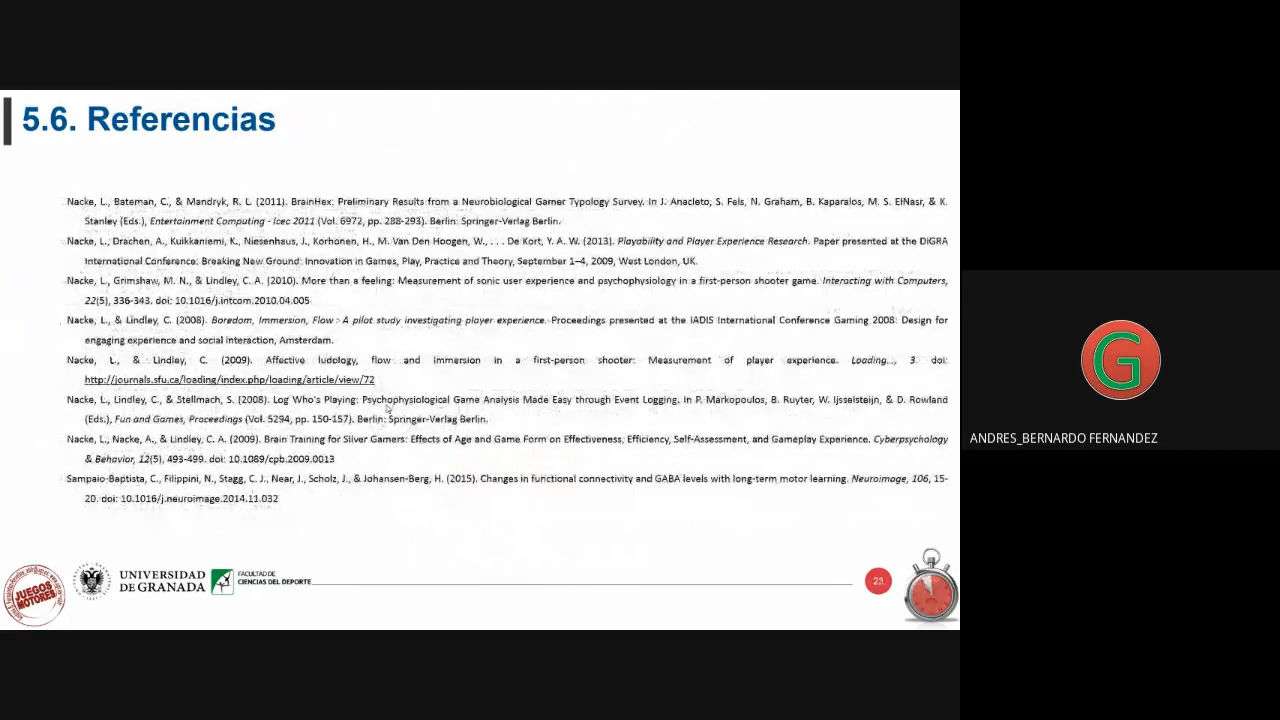 5.6. Referencias
Nacke, L., Bateman, C., & Mandryk, R. L. (2011). BrainHex: Preliminary Results from a Neurobiological Gamer Typology Survey. In J. Anacleto, S. Fels, N. Graham, B. Kaparalos, M. S. ElNasr, & K.
Stanley (Eds.), Entertainment Computing - Icec 2011 (Vol. 6972, pp. 288-293). Berlin: Springer-Verlag Berlin.
Nacke, L., Drachen, A., Kuikkaniemi, K., Niesenhaus, J., Korhonen, H., M. Van Den Hoogen, W., . . . De Kort, Y. A. W. (2013). Playability and Player Experience Research. Paper presented at the DiGRA
International Conference: Breaking New Ground: Innovation in Games, Play, Practice and Theory, September 1–4, 2009, West London, UK.
Nacke, L., Grimshaw, M. N., & Lindley, C. A. (2010). More than a feeling: Measurement of sonic user experience and psychophysiology in a first-person shooter game. Interacting with Computers,
22(5), 336-343. doi: 10.1016/j.intcom.2010.04.005
Nacke, L., & Lindley, C. (2008). Boredom, Immersion, Flow : A pilot study investigating player experience. Proceedings presented at the IADIS International Conference Gaming 2008: Design for
engaging experience and social interaction, Amsterdam.
Nacke, L., & Lindley, C. (2009). Affective ludology, flow and immersion in a first-person shooter: Measurement of player experience. Loading..., 3. doi:
http://journals.sfu.ca/loading/index.php/loading/article/view/72
Nacke, L., Lindley, C., & Stellmach, S. (2008). Log Who's Playing: Psychophysiological Game Analysis Made Easy through Event Logging. In P. Markopoulos, B. Ruyter, W. Ijsselsteijn, & D. Rowland
(Eds.), Fun and Games, Proceedings (Vol. 5294, pp. 150-157). Berlin: Springer-Verlag Berlin.
Nacke, L., Nacke, A., & Lindley, C. A. (2009). Brain Training for Silver Gamers: Effects of Age and Game Form on Effectiveness, Efficiency, Self-Assessment, and Gameplay Experience. Cyberpsychology
& Behavior, 12(5), 493-499. doi: 10.1089/cpb.2009.0013
Sampaio-Baptista, C., Filippini, N., Stagg, C. J., Near, J., Scholz, J., & Johansen-Berg, H. (2015). Changes in functional connectivity and GABA levels with long-term motor learning. Neuroimage, 106, 15-
20. doi: 10.1016/j.neuroimage.2014.11.032
JUEGOS
MOTORES
UNIVERSIDAD
DE GRANADA
FACULTAD DE
CIENCIAS DEL DEPORTE
23
G
ANDRES_BERNARDO FERNANDEZ